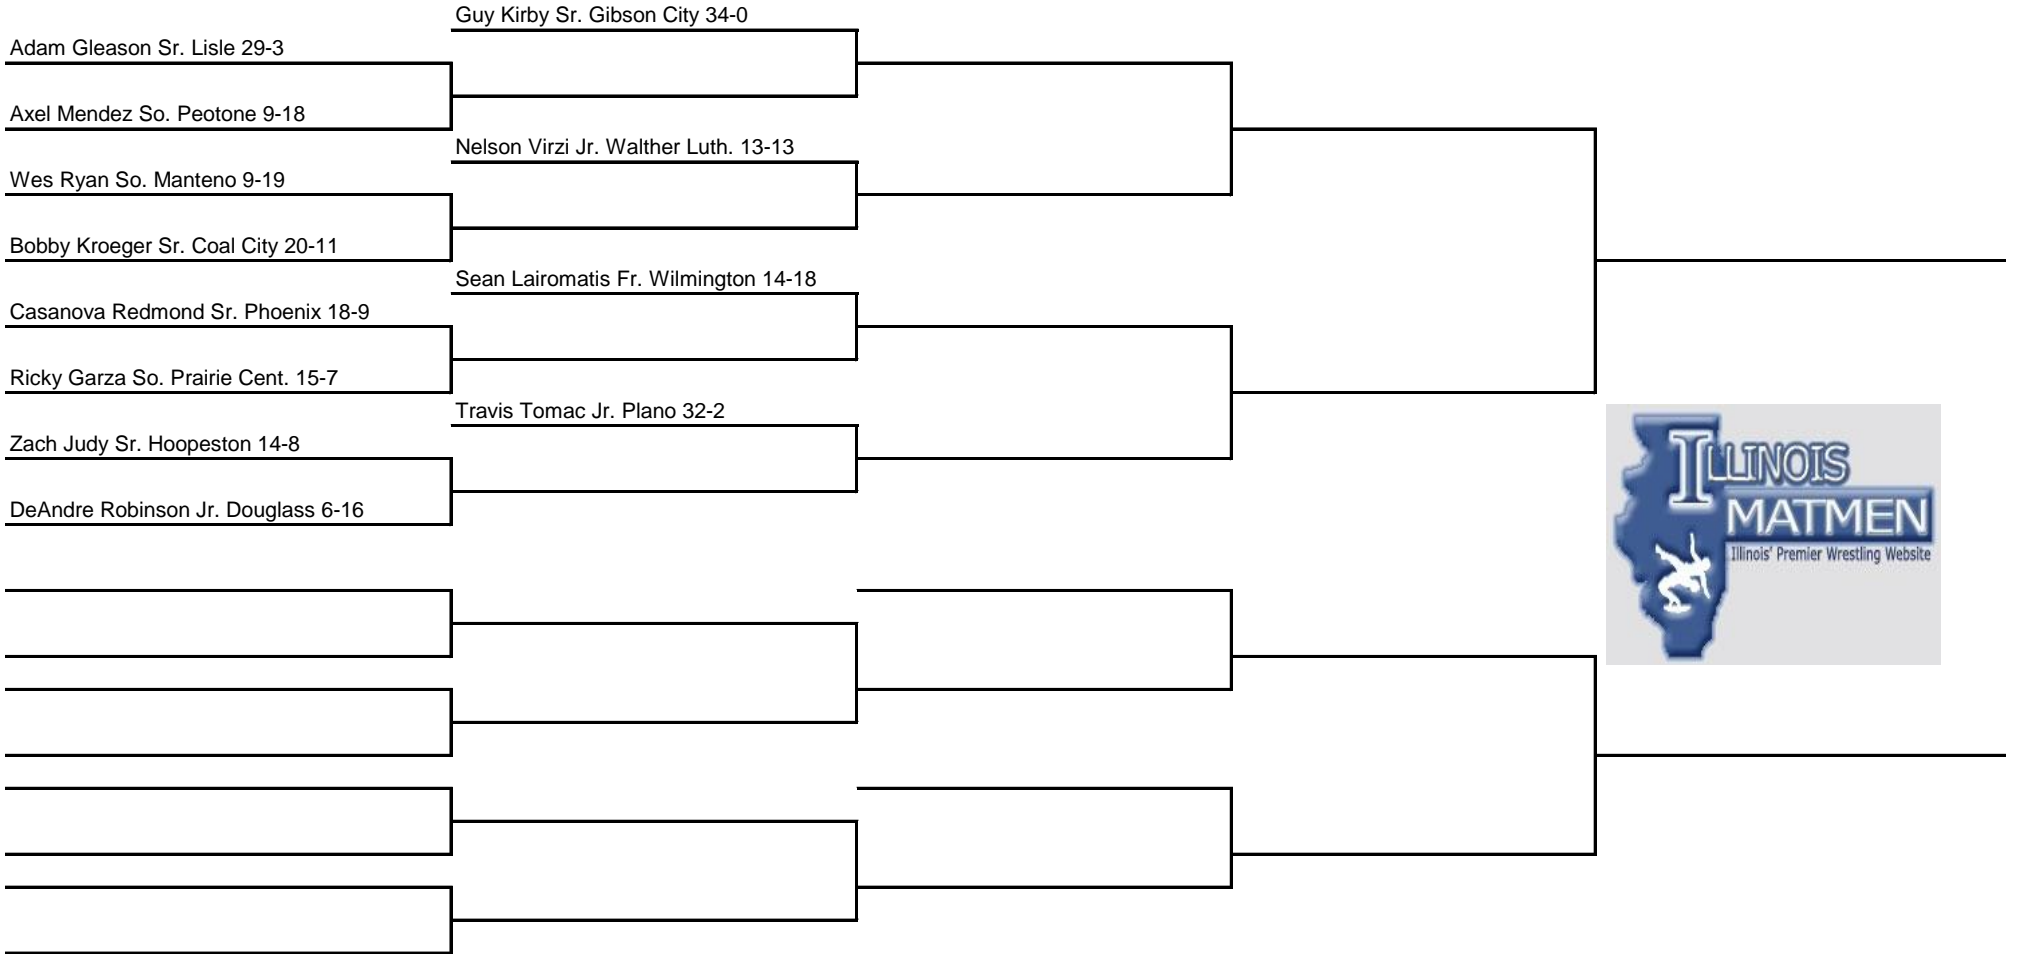 Guy Kirby Sr. Gibson City 34-0
Adam Gleason Sr. Lisle 29-3
Axel Mendez So. Peotone 9-18
Nelson Virzi Jr. Walther Luth. 13-13
Wes Ryan So. Manteno 9-19
Bobby Kroeger Sr. Coal City 20-11
Sean Lairomatis Fr. Wilmington 14-18
Casanova Redmond Sr. Phoenix 18-9
Ricky Garza So. Prairie Cent. 15-7
Travis Tomac Jr. Plano 32-2
Zach Judy Sr. Hoopeston 14-8
DeAndre Robinson Jr. Douglass 6-16
ILLINOIS
MATMEN
Illinois' Premier Wrestling Website